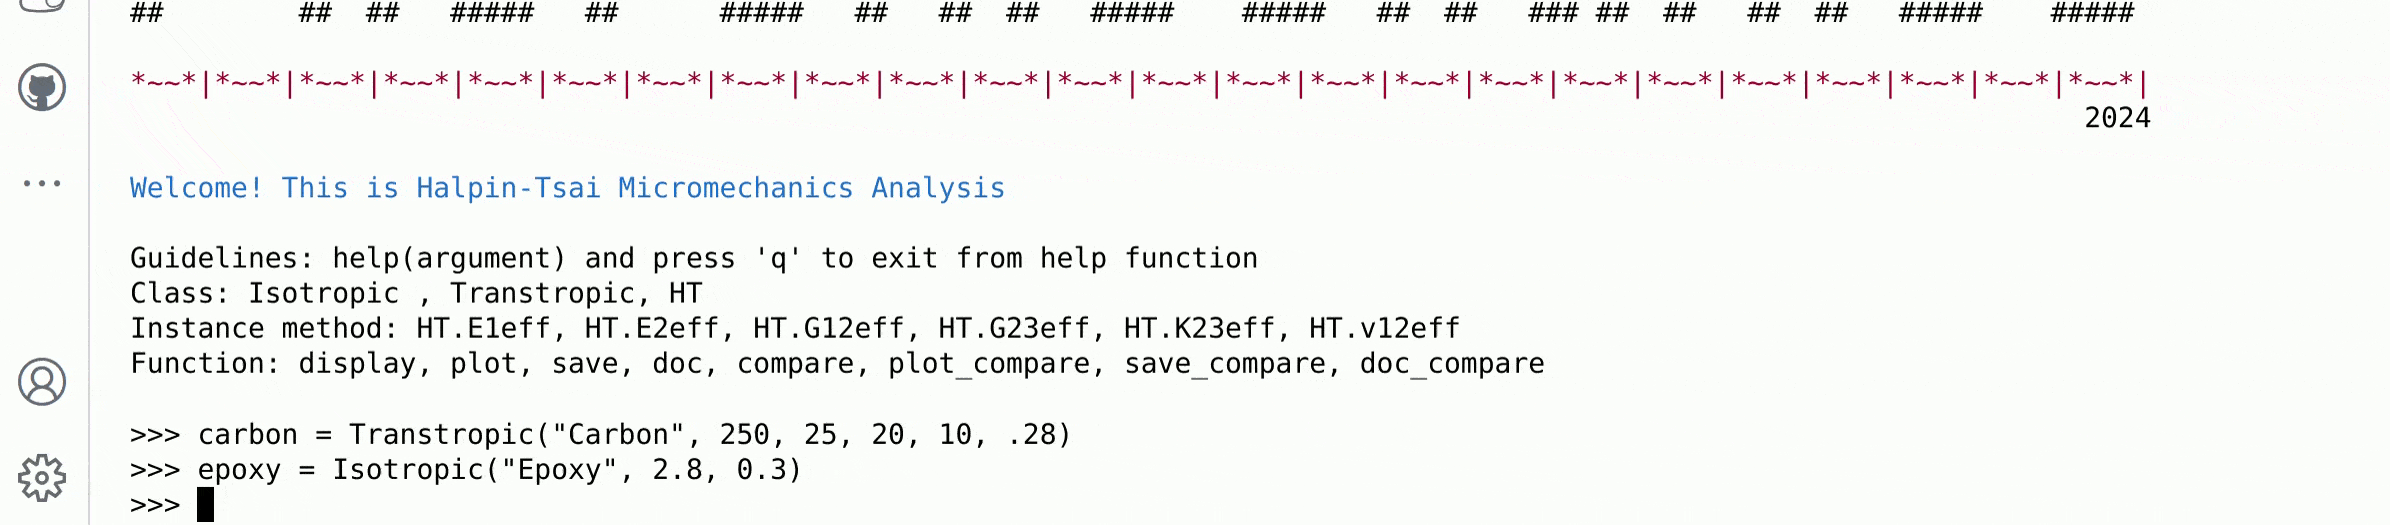 ##        ##  ##   #####   ##      #####   ##   ##  ##   #####    #####   ##  ##   ### ##  ##   ##  ##   #####    #####
*~~*|*~~*|*~~*|*~~*|*~~*|*~~*|*~~*|*~~*|*~~*|*~~*|*~~*|*~~*|*~~*|*~~*|*~~*|*~~*|*~~*|*~~*|*~~*|*~~*|*~~*|*~~*|*~~*|*~~*|
2024
Welcome! This is Halpin-Tsai Micromechanics Analysis
Guidelines: help(argument) and press 'q' to exit from help function
Class: Isotropic , Transtropic, HT
Instance method: HT.E1eff, HT.E2eff, HT.G12eff, HT.G23eff, HT.K23eff, HT.v12eff
Function: display, plot, save, doc, compare, plot_compare, save_compare, doc_compare
>>> carbon = Transtropic("Carbon", 250, 25, 20, 10, .28)
>>> epoxy = Isotropic("Epoxy", 2.8, 0.3)
>>>